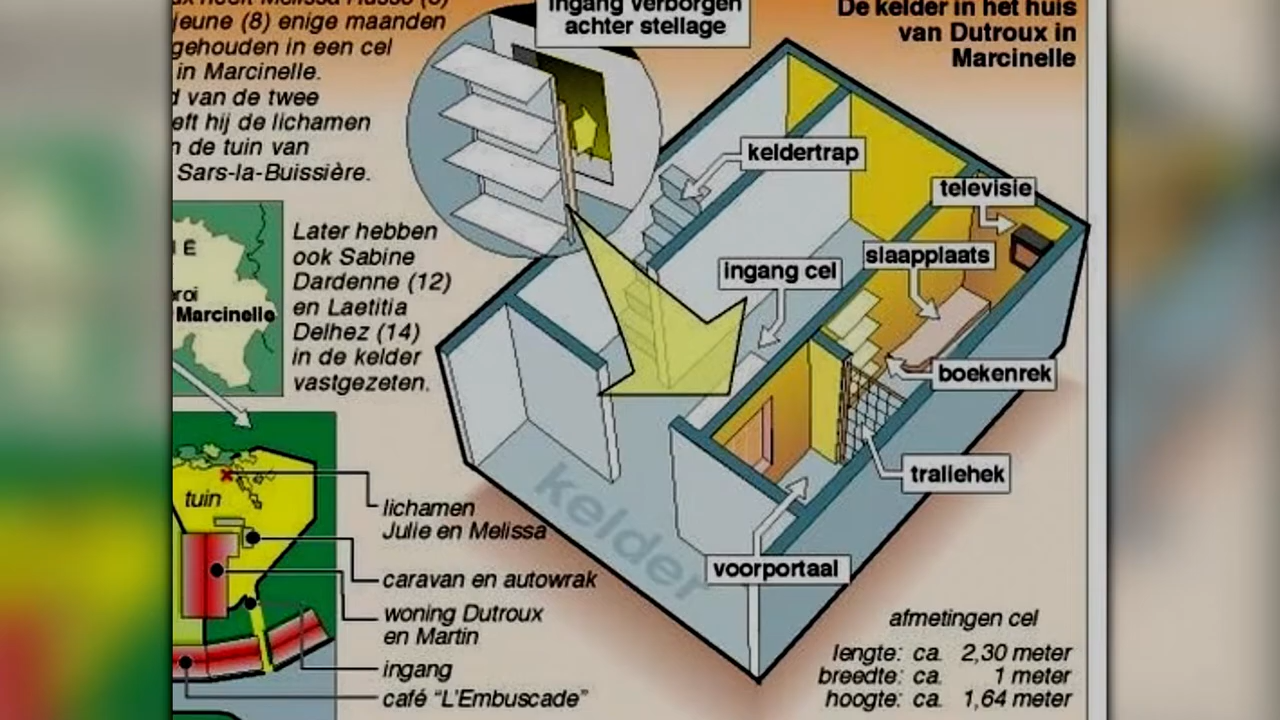 Melissa Russo (8)
jeune (8) enige maanden
gehouden in een cel
in Marcinelle.
van de twee
hij de lichamen
de tuin van
Sars-la-Buissière.
ingang verborgen
achter stellage
De kelder in het huis
van Dutroux in
Marcinelle
keldertrap
televisie
slaapplaats
ingang cel
boekenrek
traliehek
voorportaal
kelder
Later hebben
ook Sabine
Dardenne (12)
en Laetitia
Delhez (14)
in de kelder
vastgezeten.
Marcinelle
tuin
lichamen
Julie en Melissa
caravan en autowrak
woning Dutroux
en Martin
ingang
café “L'Embuscade”
afmetingen cel
lengte: ca. 2,30 meter
breedte: ca. 1 meter
hoogte: ca. 1,64 meter